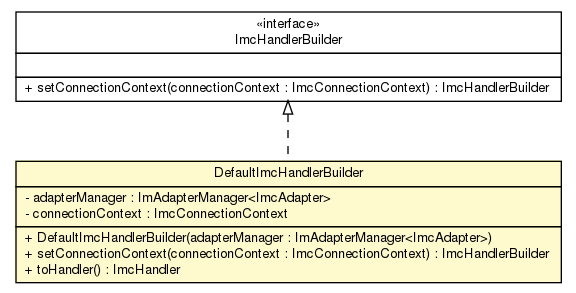 «interface»
ImcHandlerBuilder
+ setConnectionContext(connectionContext : ImcConnectionContext) : ImcHandlerBuilder
DefaultImcHandlerBuilder
- adapterManager : ImAdapterManager<ImcAdapter>
- connectionContext : ImcConnectionContext
+ DefaultImcHandlerBuilder(adapterManager : ImAdapterManager<ImcAdapter>)
+ setConnectionContext(connectionContext : ImcConnectionContext) : ImcHandlerBuilder
+ toHandler() : ImcHandler